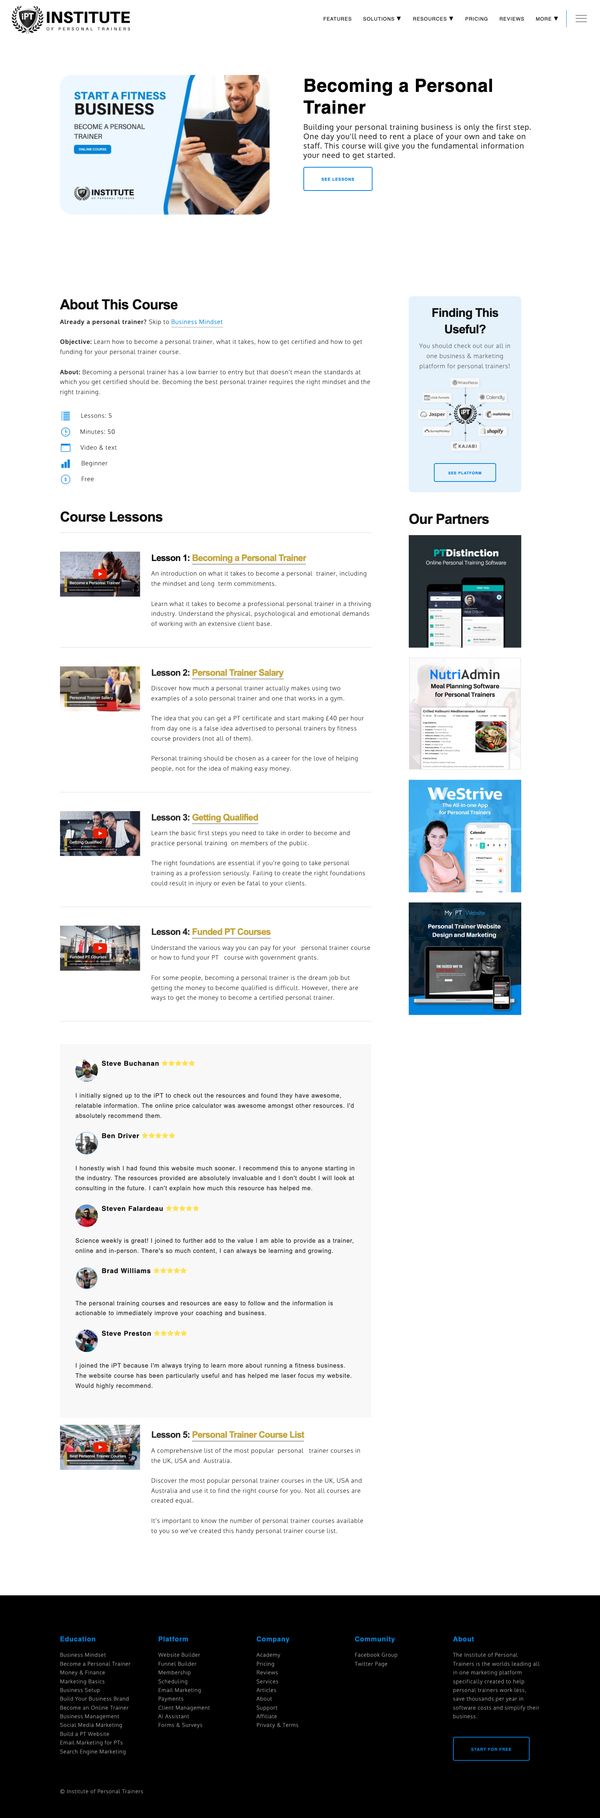 iPT INSTITUTE
OF PERSONAL TRAINERS
FEATURES SOLUTIONS ▼ RESOURCES ▼ PRICING REVIEWS MORE ▼
START A FITNESS
BUSINESS
BECOME A PERSONAL
TRAINER
ONLINE COURSE
INSTITUTE
OF PERSONAL TRAINERS
Becoming a Personal
Trainer
Building your personal training business is only the first step.
One day you'll need to rent a place of your own and take on
staff. This course will give you the fundamental information
your need to get started.
SEE LESSONS
About This Course
Already a personal trainer? Skip to Business Mindset
Objective: Learn how to become a personal trainer, what it takes, how to get certified and how to get
funding for your personal trainer course.
About: Becoming a personal trainer has a low barrier to entry but that doesn't mean the standards at
which you get certified should be. Becoming the best personal trainer requires the right mindset and the
right training.
Lessons: 5
Minutes: 50
Video & text
Beginner
Free
Finding This
Useful?
You should check out our all in
one business & marketing
platform for personal trainers!
Calendly
Jasper
iPT
mailchimp
SurveyMonkey
shopify
KAJABI
SEE PLATFORM
Course Lessons
Becoming a Personal Trainer
Lesson 1: Becoming a Personal Trainer
An introduction on what it takes to become a personal trainer, including
the mindset and long term commitments.
Learn what it takes to become a professional personal trainer in a thriving
industry. Understand the physical, psychological and emotional demands
of working with an extensive client base.
Personal Trainer Salary
Lesson 2: Personal Trainer Salary
Discover how much a personal trainer actually makes using two
examples of a solo personal trainer and one that works in a gym.
The idea that you can get a PT certificate and start making £40 per hour
from day one is a false idea advertised to personal trainers by fitness
course providers (not all of them).
Personal training should be chosen as a career for the love of helping
people, not for the idea of making easy money.
Getting Qualified
Lesson 3: Getting Qualified
Learn the basic first steps you need to take in order to become and
practice personal training on members of the public.
The right foundations are essential if you're going to take personal
training as a profession seriously. Failing to create the right foundations
could result in injury or even be fatal to your clients.
Funded PT Courses
Lesson 4: Funded PT Courses
Understand the various way you can pay for your personal trainer course
or how to fund your PT course with government grants.
For some people, becoming a personal trainer is the dream job but
getting the money to become qualified is difficult. However, there are
ways to get the money to become a certified personal trainer.
Our Partners
PTDistinction
Online Personal Training Software
NutriAdmin
Meal Planning Software
for Personal Trainers
Grilled Halloumi Mediterranean Salad
WeStrive
The All-in-one App
for Personal Trainers
Calendar
My PT Website
Personal Trainer Website
Design and Marketing
Steve Buchanan
I initially signed up to the iPT to check out the resources and found they have awesome,
relatable information. The online price calculator was awesome amongst other resources. I'd
absolutely recommend them.
Ben Driver
I honestly wish I had found this website much sooner. I recommend this to anyone starting in
the industry. The resources provided are absolutely invaluable and I don't doubt I will look at
consulting in the future. I can't explain how much this resource has helped me.
Steven Falardeau
Science weekly is great! I joined to further add to the value I am able to provide as a trainer,
online and in-person. There's so much content, I can always be learning and growing.
Brad Williams
The personal training courses and resources are easy to follow and the information is
actionable to immediately improve your coaching and business.
Steve Preston
I joined the iPT because I'm always trying to learn more about running a fitness business.
The website course has been particularly useful and has helped me laser focus my website.
Would highly recommend.
Best Personal Trainer Courses
Lesson 5: Personal Trainer Course List
A comprehensive list of the most popular personal trainer courses in
the UK, USA and Australia.
Discover the most popular personal trainer courses in the UK, USA and
Australia and use it to find the right course for you. Not all courses are
created equal.
It's important to know the number of personal trainer courses available
to you so we've created this handy personal trainer course list.
Education
Business Mindset
Become a Personal Trainer
Money & Finance
Marketing Basics
Business Setup
Build Your Business Brand
Become an Online Trainer
Business Management
Social Media Marketing
Build a PT Website
Email Marketing for PTs
Search Engine Marketing
Platform
Website Builder
Funnel Builder
Membership
Scheduling
Email Marketing
Payments
Client Management
AI Assistant
Forms & Surveys
Company
Academy
Pricing
Reviews
Services
Articles
About
Support
Affiliate
Privacy & Terms
Community
Facebook Group
Twitter Page
About
The Institute of Personal
Trainers is the worlds leading all
in one marketing platform
specifically created to help
personal trainers work less,
save thousands per year in
software costs and simplify their
business.
START FOR FREE
© Institute of Personal Trainers